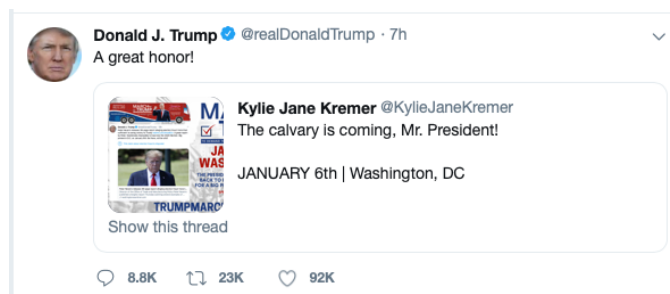 Donald J. Trump @realDonaldTrump · 7h
A great honor!
Kylie Jane Kremer @KylieJaneKremer
The calvary is coming, Mr. President!
JANUARY 6th | Washington, DC
TRUMPMARC
Show this thread
8.8K 23K 92K